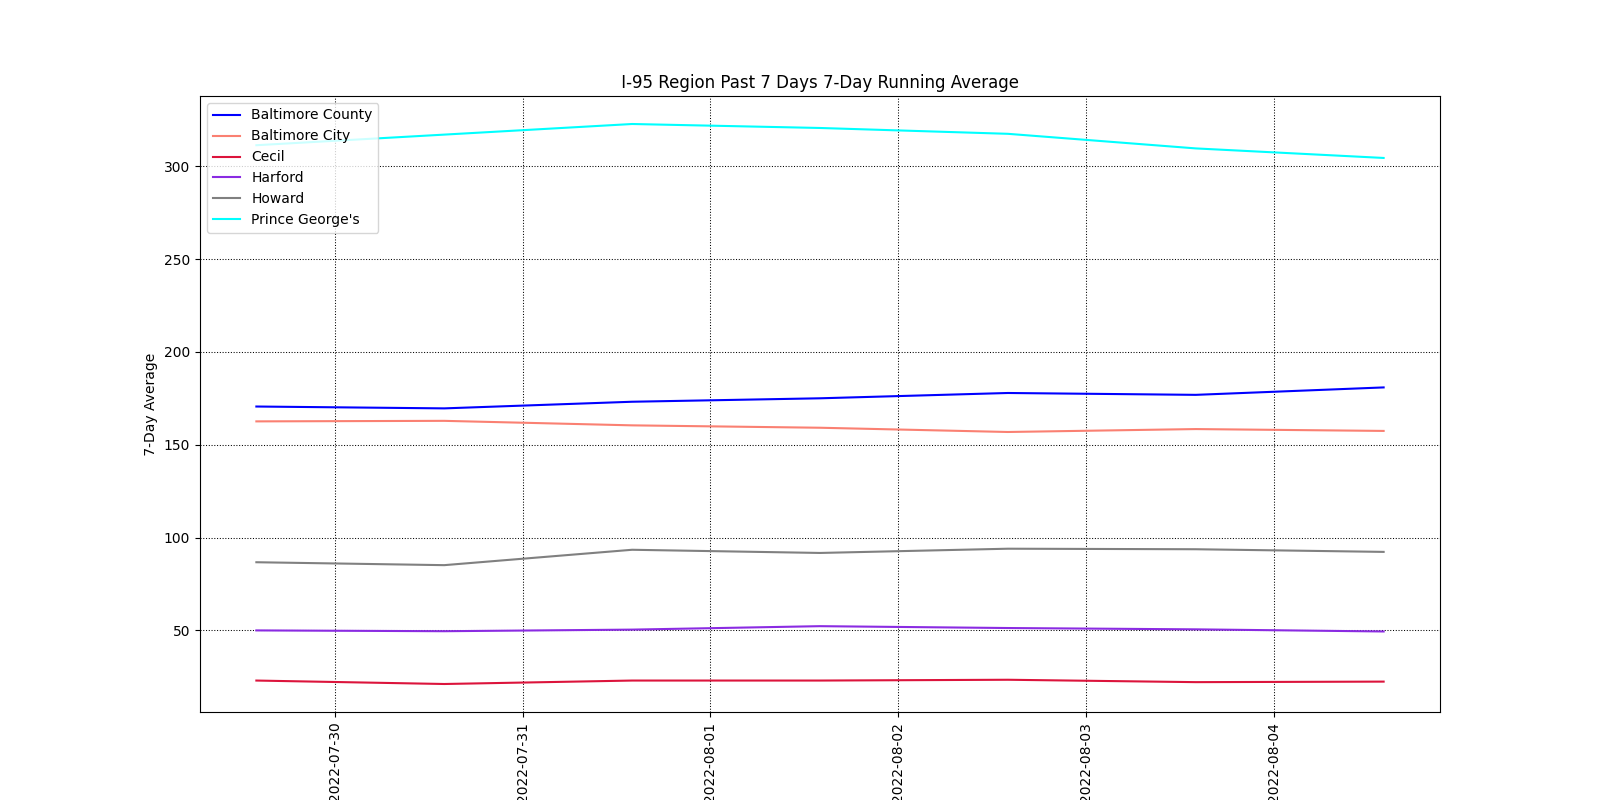 I-95 Region Past 7 Days 7-Day Running Average
Baltimore County
Baltimore City
Cecil
Harford
Howard
Prince George's
300
250
200
150
100
50
7-Day Average
2022-07-30
2022-07-31
2022-08-01
2022-08-02
2022-08-03
2022-08-04